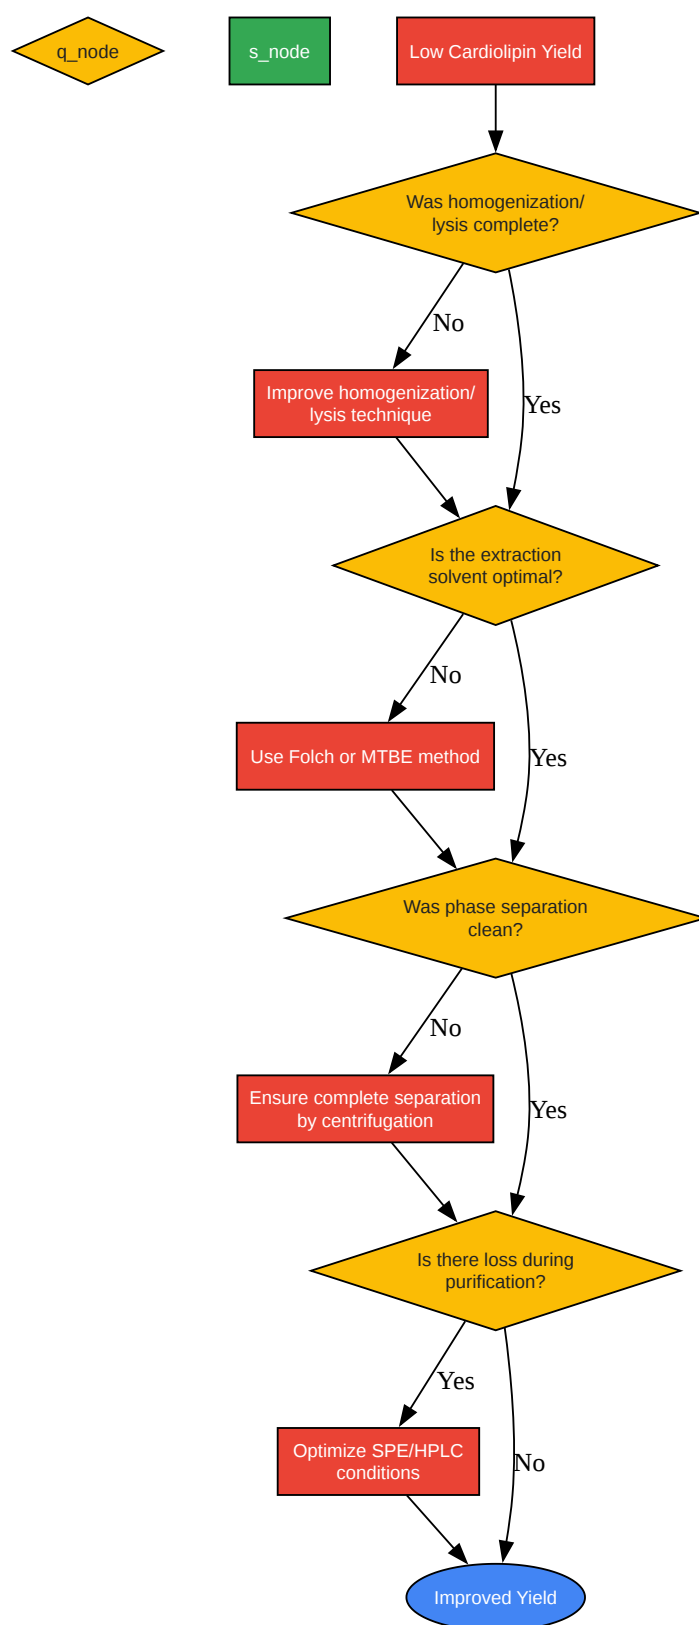 q_node
s_node
Low Cardiolipin Yield
Was homogenization/
lysis complete?
No
Improve homogenization/
lysis technique
Yes
Is the extraction
solvent optimal?
No
Use Folch or MTBE method
Yes
Was phase separation
clean?
No
Ensure complete separation
by centrifugation
Yes
Is there loss during
purification?
Yes
Optimize SPE/HPLC
conditions
No
Improved Yield